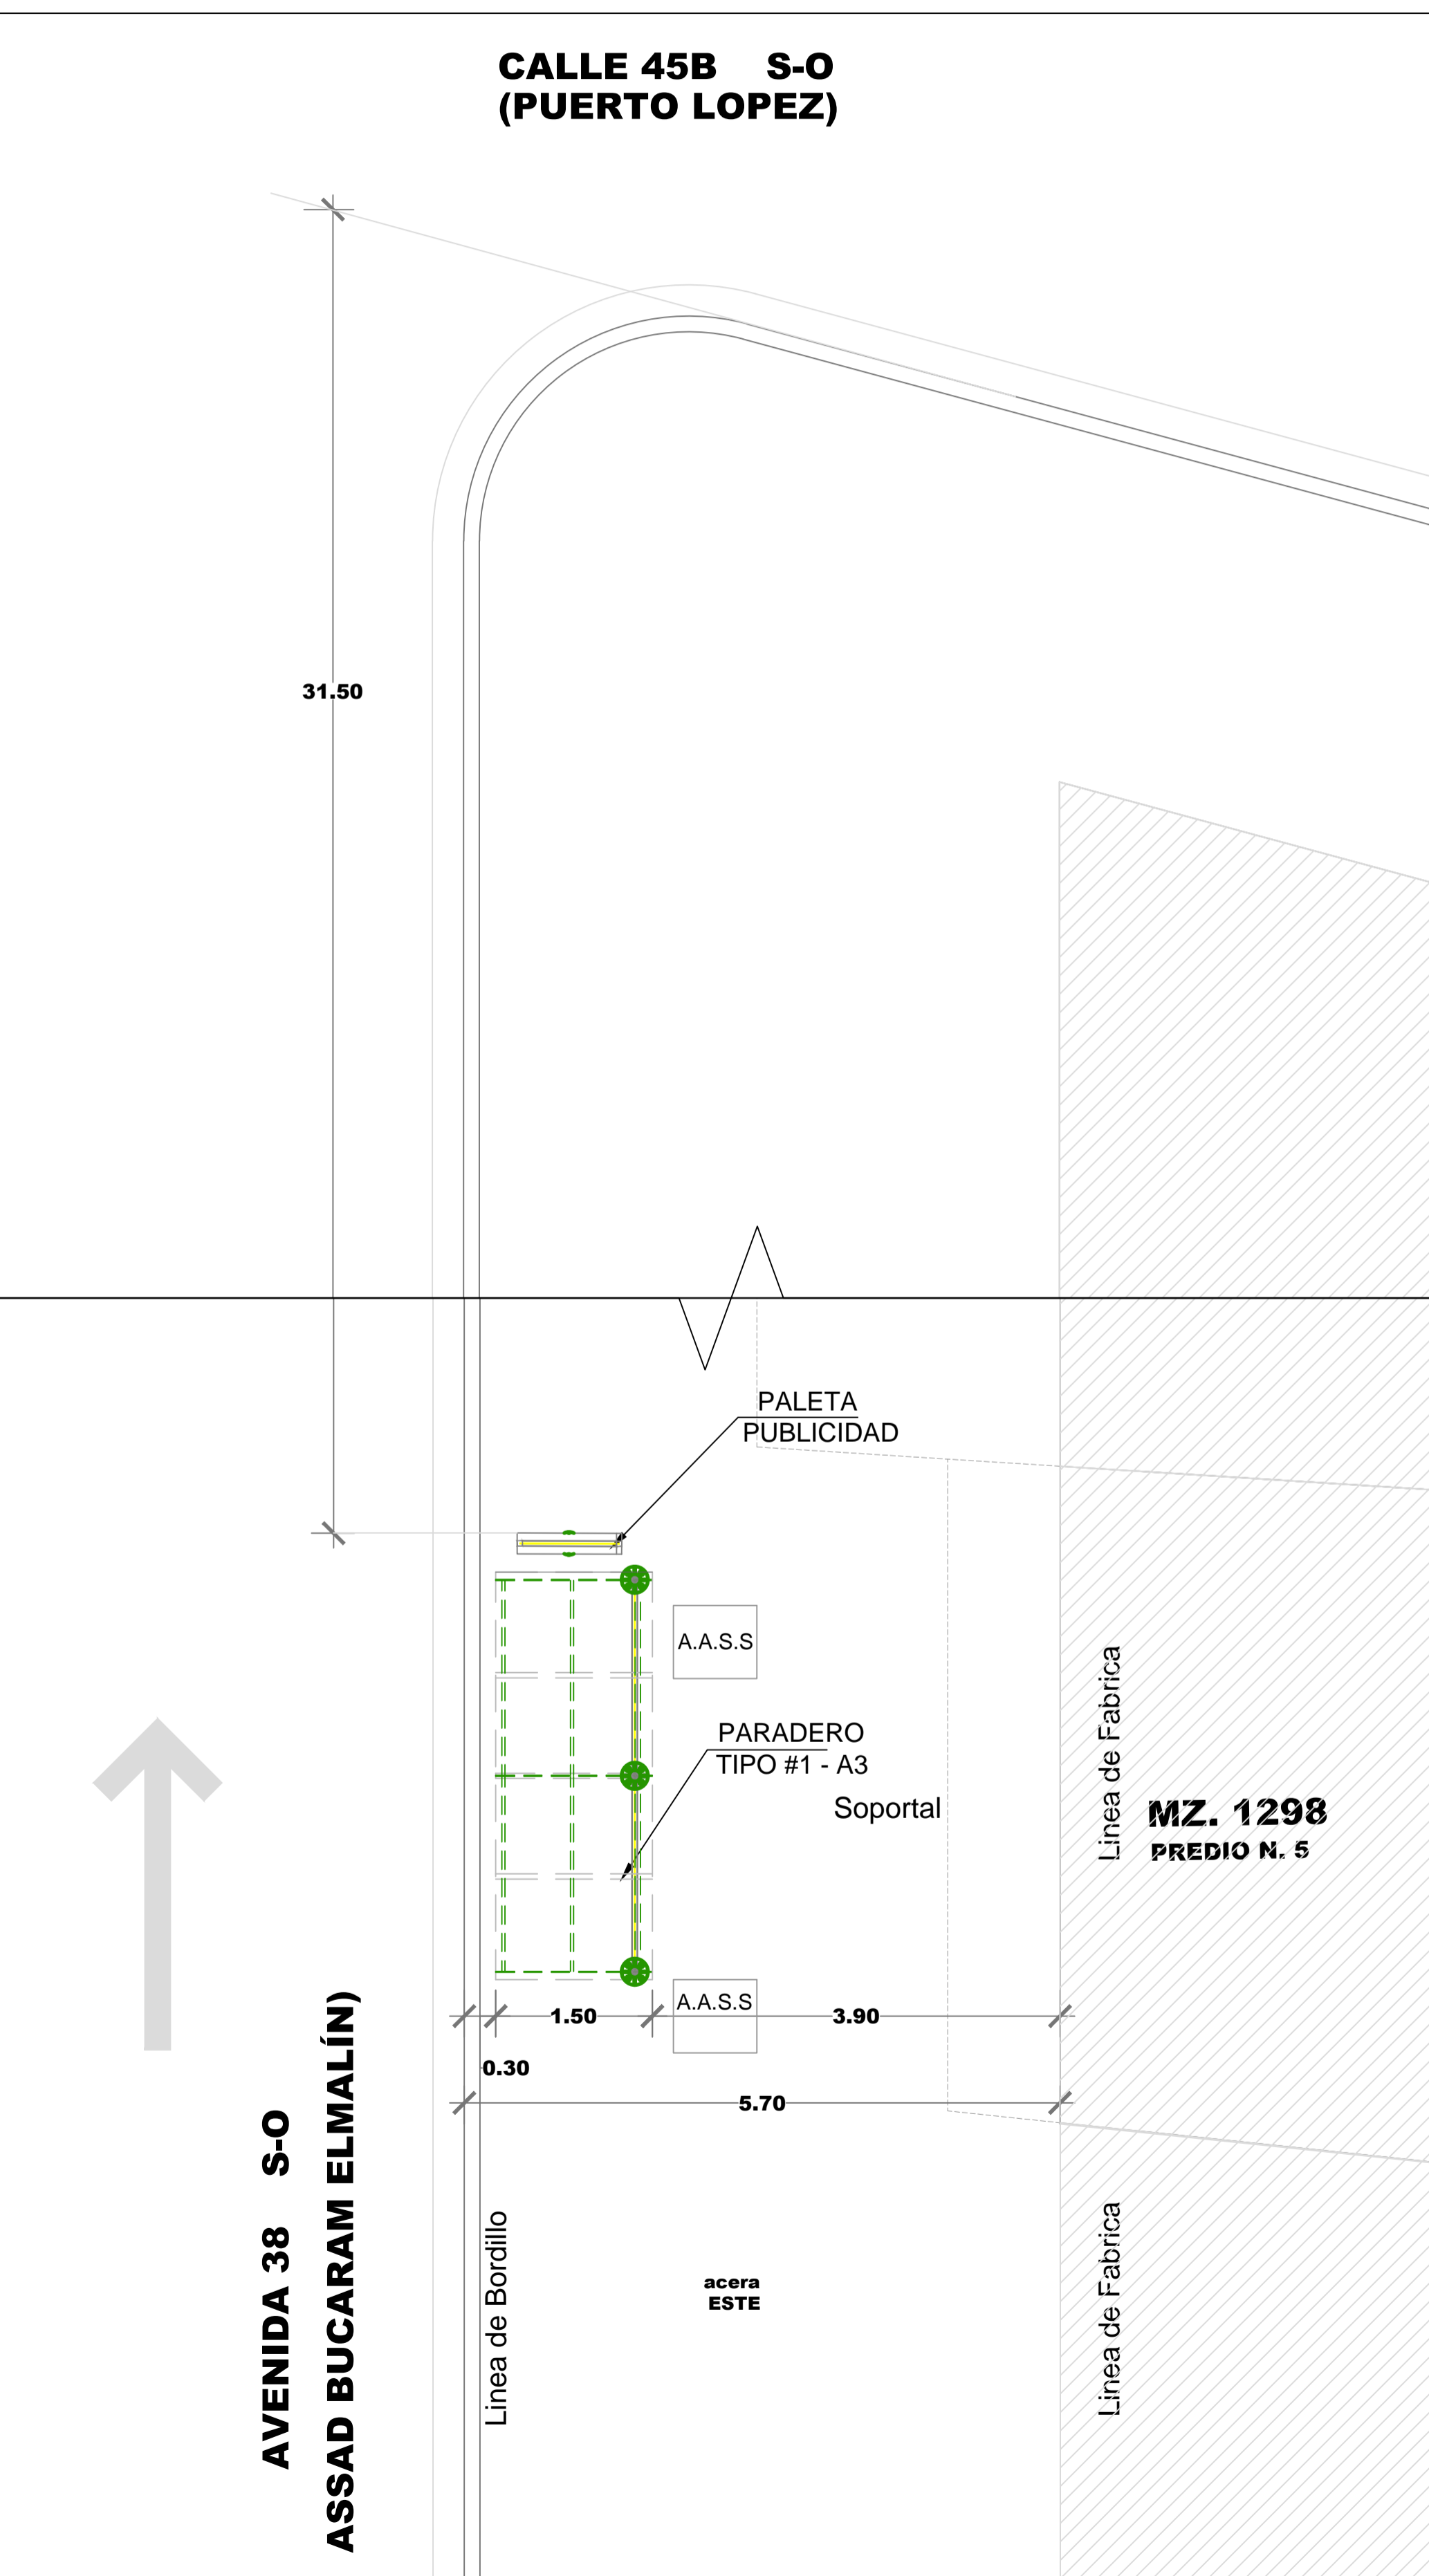 CALLE 45B S-O
(PUERTO LOPEZ)
31.50
PALETA
PUBLICIDAD
A.A.S.S
PARADERO
TIPO #1 - A3
Soportal
Linea de Fabrica
MZ. 1298
PREDIO N. 5
A.A.S.S
1.50
3.90
0.30
5.70
AVENIDA 38 S-O
ASSAD BUCARAM ELMALÍN)
Linea de Bordillo
acera
ESTE
Linea de Fabrica